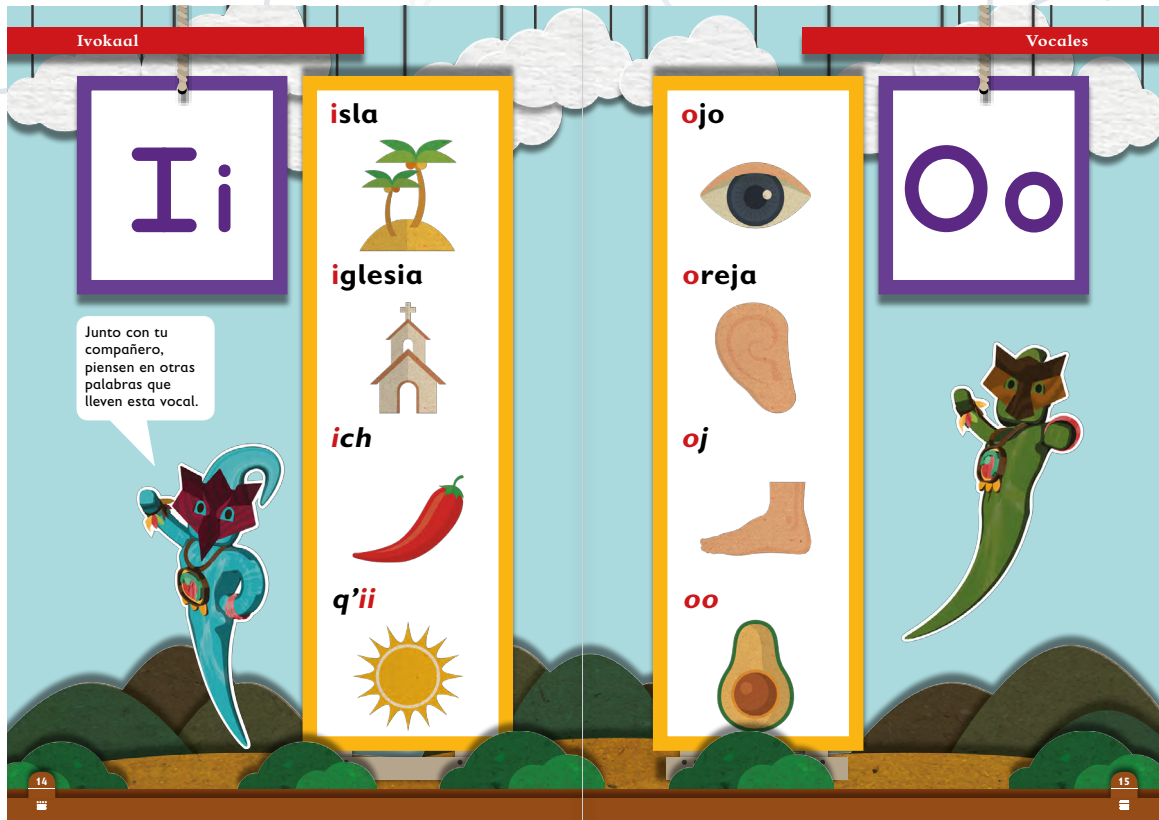 Ivokaal
I i
isla
iglesia
ich
q'ii
Junto con tu
compañero,
piensen en otras
palabras que
lleven esta vocal.
14
Vocales
ojo
oreja
oj
oo
O o
15